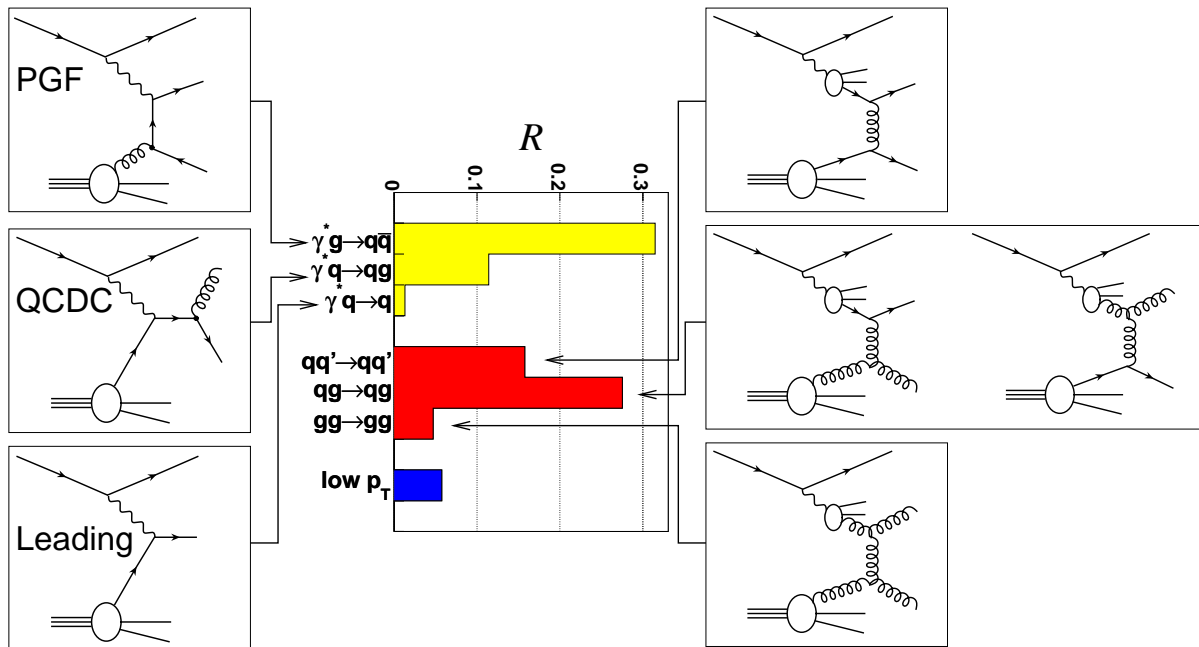 PGF
QCDC
Leading
R
0 0.1 0.2 0.3
γ*g→qq̅
γ*q→qg
γ*q→q
qq'→qq'
qg→qg
gg→gg
low p_T